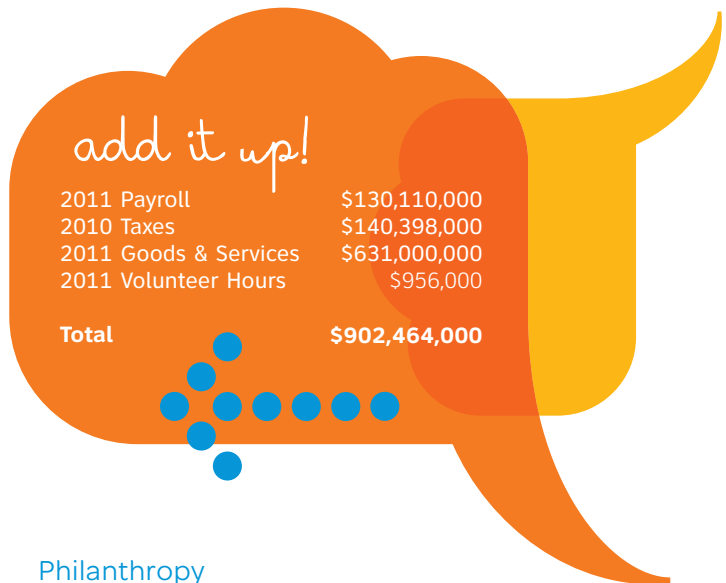 add it up!
2011 Payroll $130,110,000
2010 Taxes $140,398,000
2011 Goods & Services $631,000,000
2011 Volunteer Hours $956,000
Total $902,464,000
Philanthropy